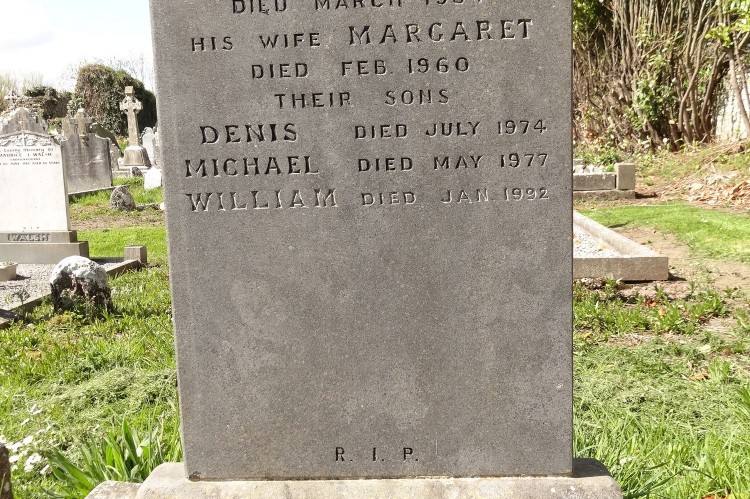 DIED MARCH
HIS WIFE MARGARET
DIED FEB. 1960
THEIR SONS
DENIS DIED JULY 1974
MICHAEL DIED MAY 1977
WILLIAM DIED JAN. 1992
R. I. P.
WALSH